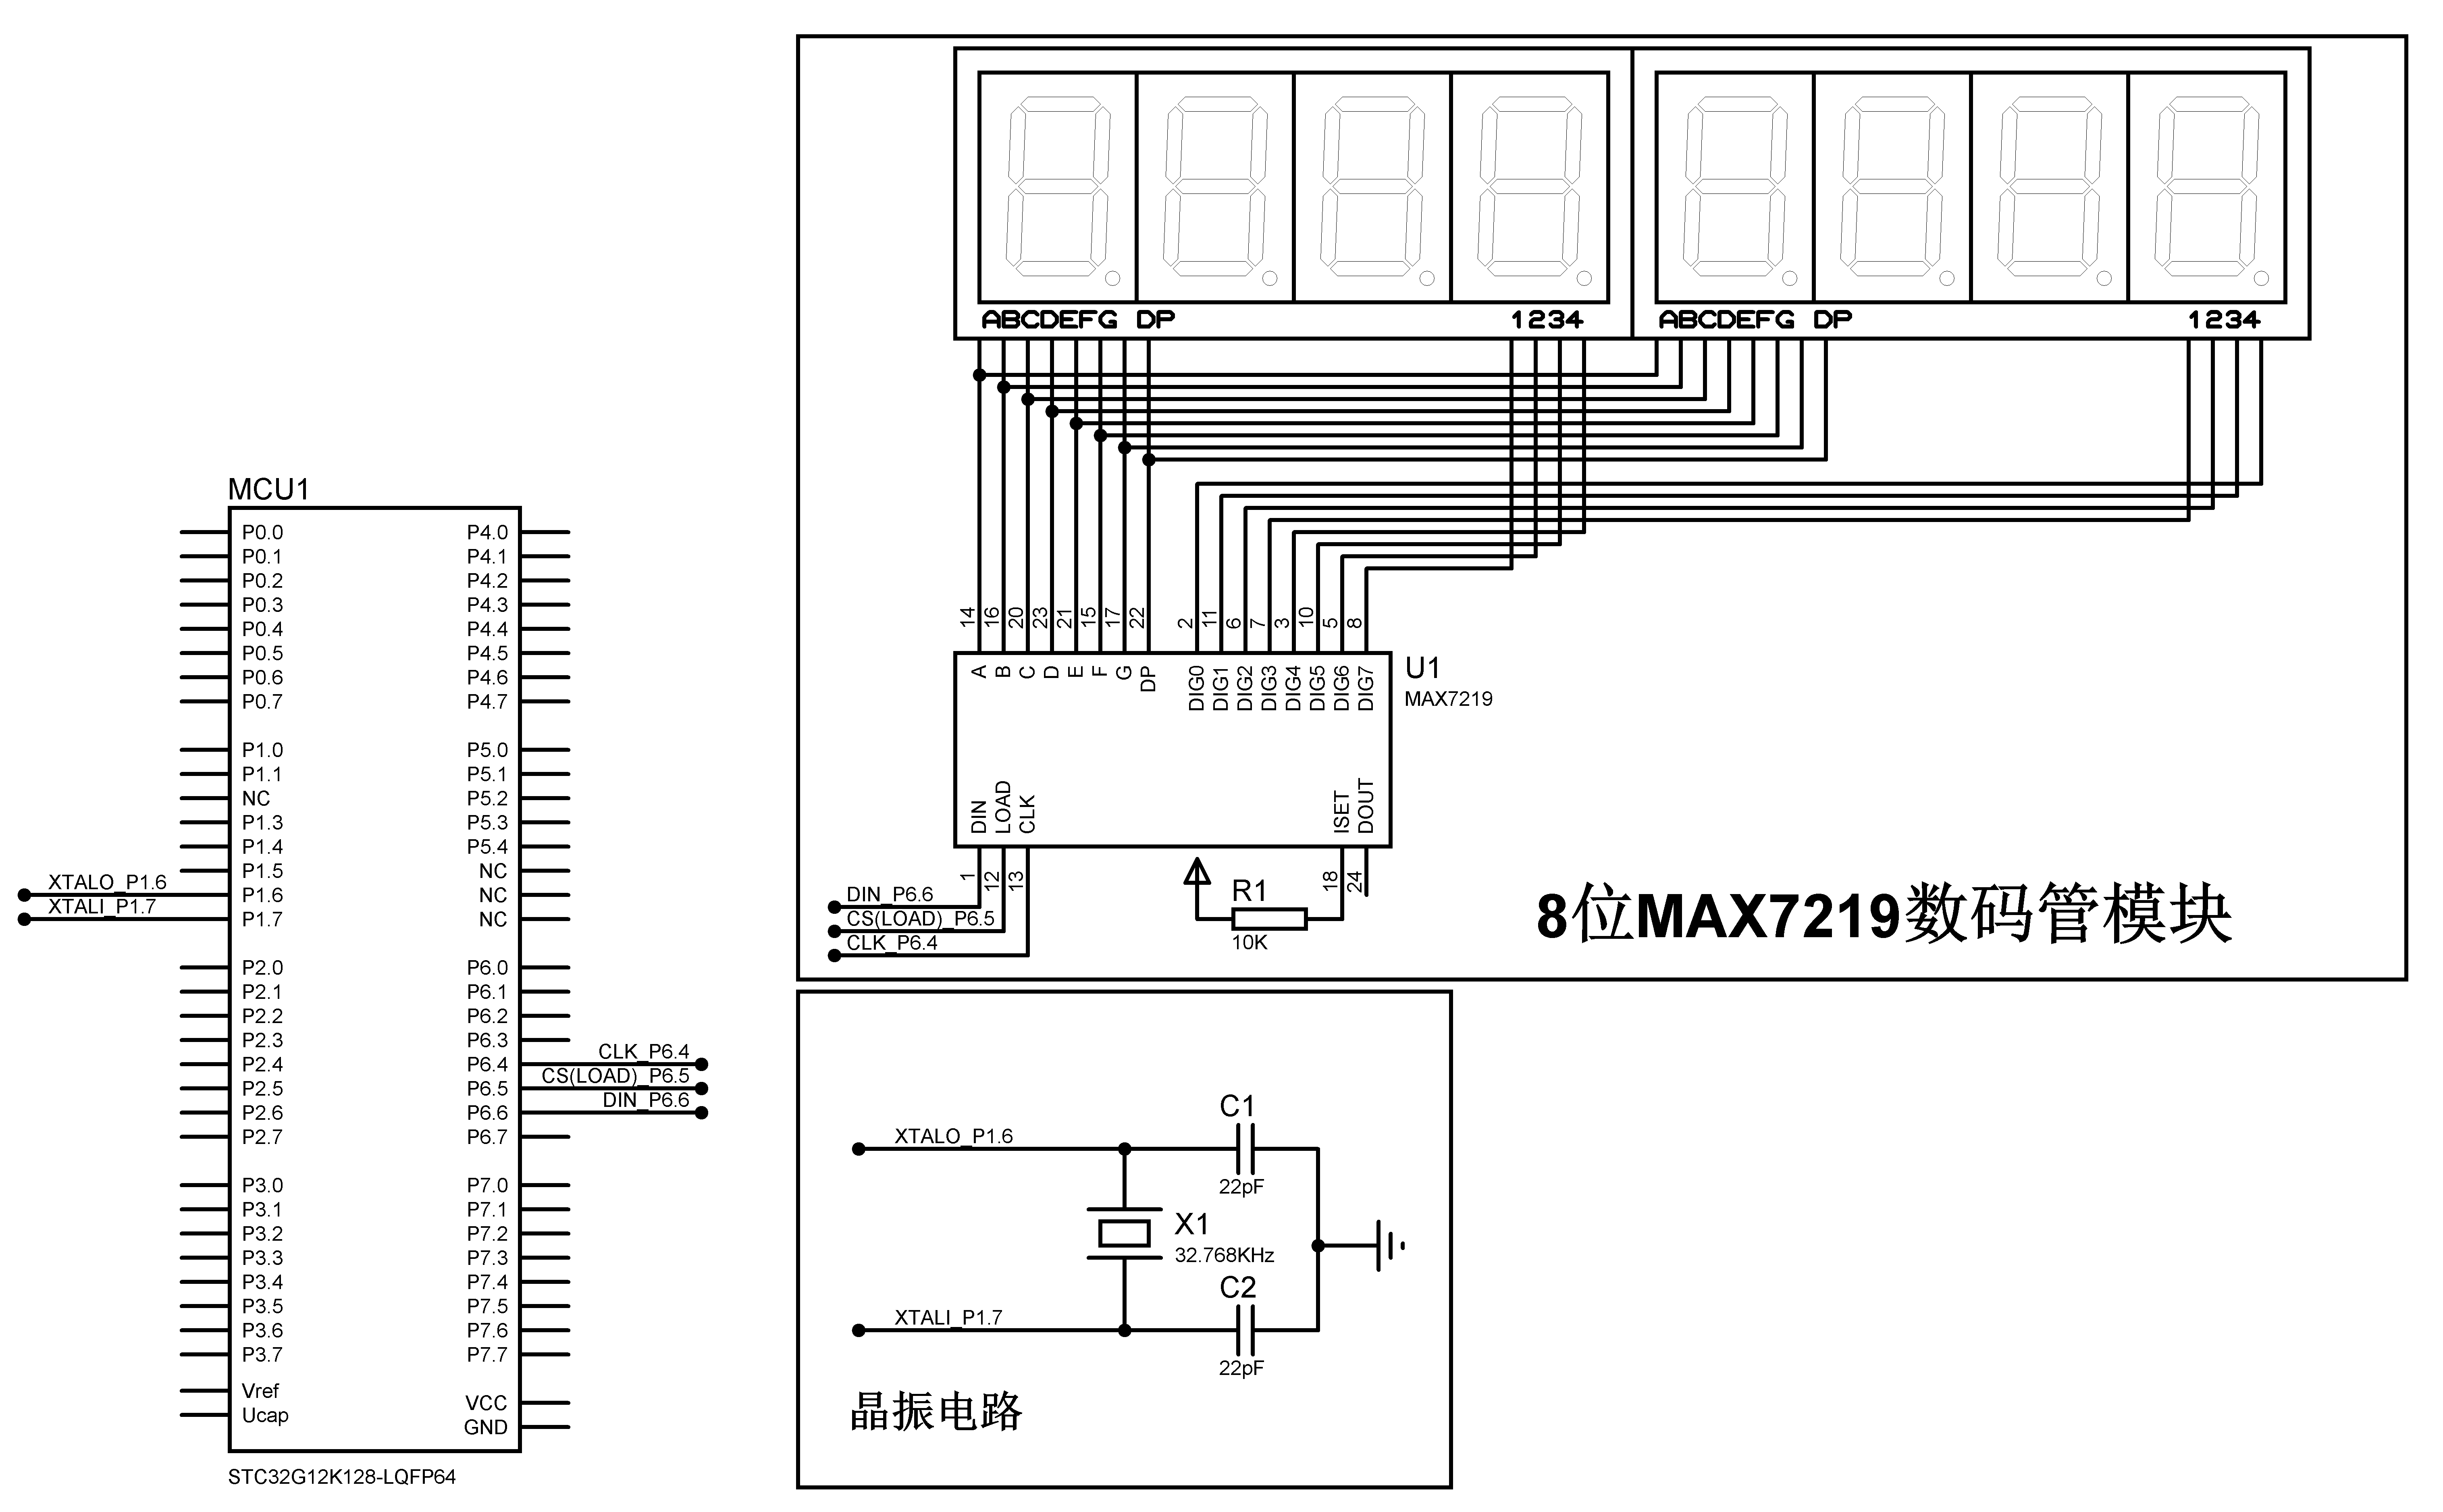 ABCDEFG DP
1234
ABCDEFG DP
1234
14
16
20
23
21
15
17
22
2
11
6
7
3
10
5
8
A
B
C
D
E
F
G
DP
DIG0
DIG1
DIG2
DIG3
DIG4
DIG5
DIG6
DIG7
U1
MAX7219
DIN
LOAD
CLK
ISET
DOUT
1
12
13
18
24
DIN_P6.6
CS(LOAD)_P6.5
CLK_P6.4
R1
10K
8位MAX7219数码管模块
MCU1
P0.0
P0.1
P0.2
P0.3
P0.4
P0.5
P0.6
P0.7
P1.0
P1.1
NC
P1.3
P1.4
P1.5
P1.6
P1.7
P2.0
P2.1
P2.2
P2.3
P2.4
P2.5
P2.6
P2.7
P3.0
P3.1
P3.2
P3.3
P3.4
P3.5
P3.6
P3.7
Vref
Ucap
P4.0
P4.1
P4.2
P4.3
P4.4
P4.5
P4.6
P4.7
P5.0
P5.1
P5.2
P5.3
P5.4
NC
NC
NC
P6.0
P6.1
P6.2
P6.3
P6.4
P6.5
P6.6
P6.7
P7.0
P7.1
P7.2
P7.3
P7.4
P7.5
P7.6
P7.7
VCC
GND
XTALO_P1.6
XTALI_P1.7
CLK_P6.4
CS(LOAD)_P6.5
DIN_P6.6
STC32G12K128-LQFP64
XTALO_P1.6
C1
22pF
X1
32.768KHz
C2
XTALI_P1.7
22pF
晶振电路